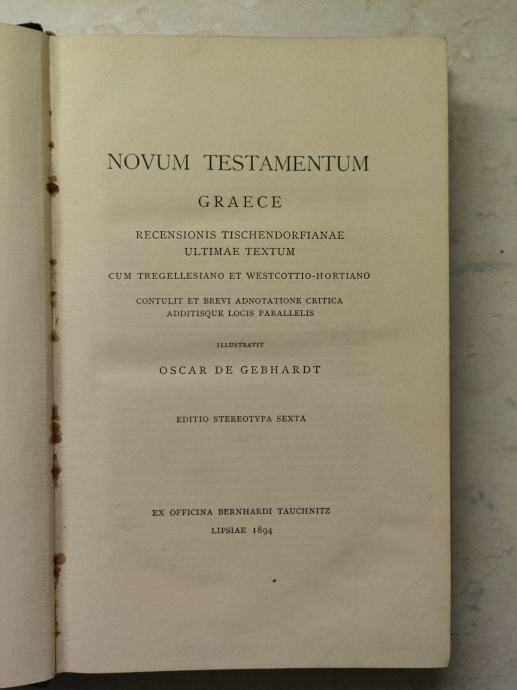 NOVUM TESTAMENTUM
GRAECE
RECENSIONIS TISCHENDORFIANAE
ULTIMAE TEXTUM
CUM TREGELLESIANO ET WESTCOTTIO-HORTIANO
CONTULIT ET BREVI ADNOTATIONE CRITICA
ADDITISQUE LOCIS PARALLELIS
ILLUSTRAVIT
OSCAR DE GEBHARDT
EDITIO STEREOTYPA SEXTA
EX OFFICINA BERNHARDI TAUCHNITZ
LIPSIAE 1894